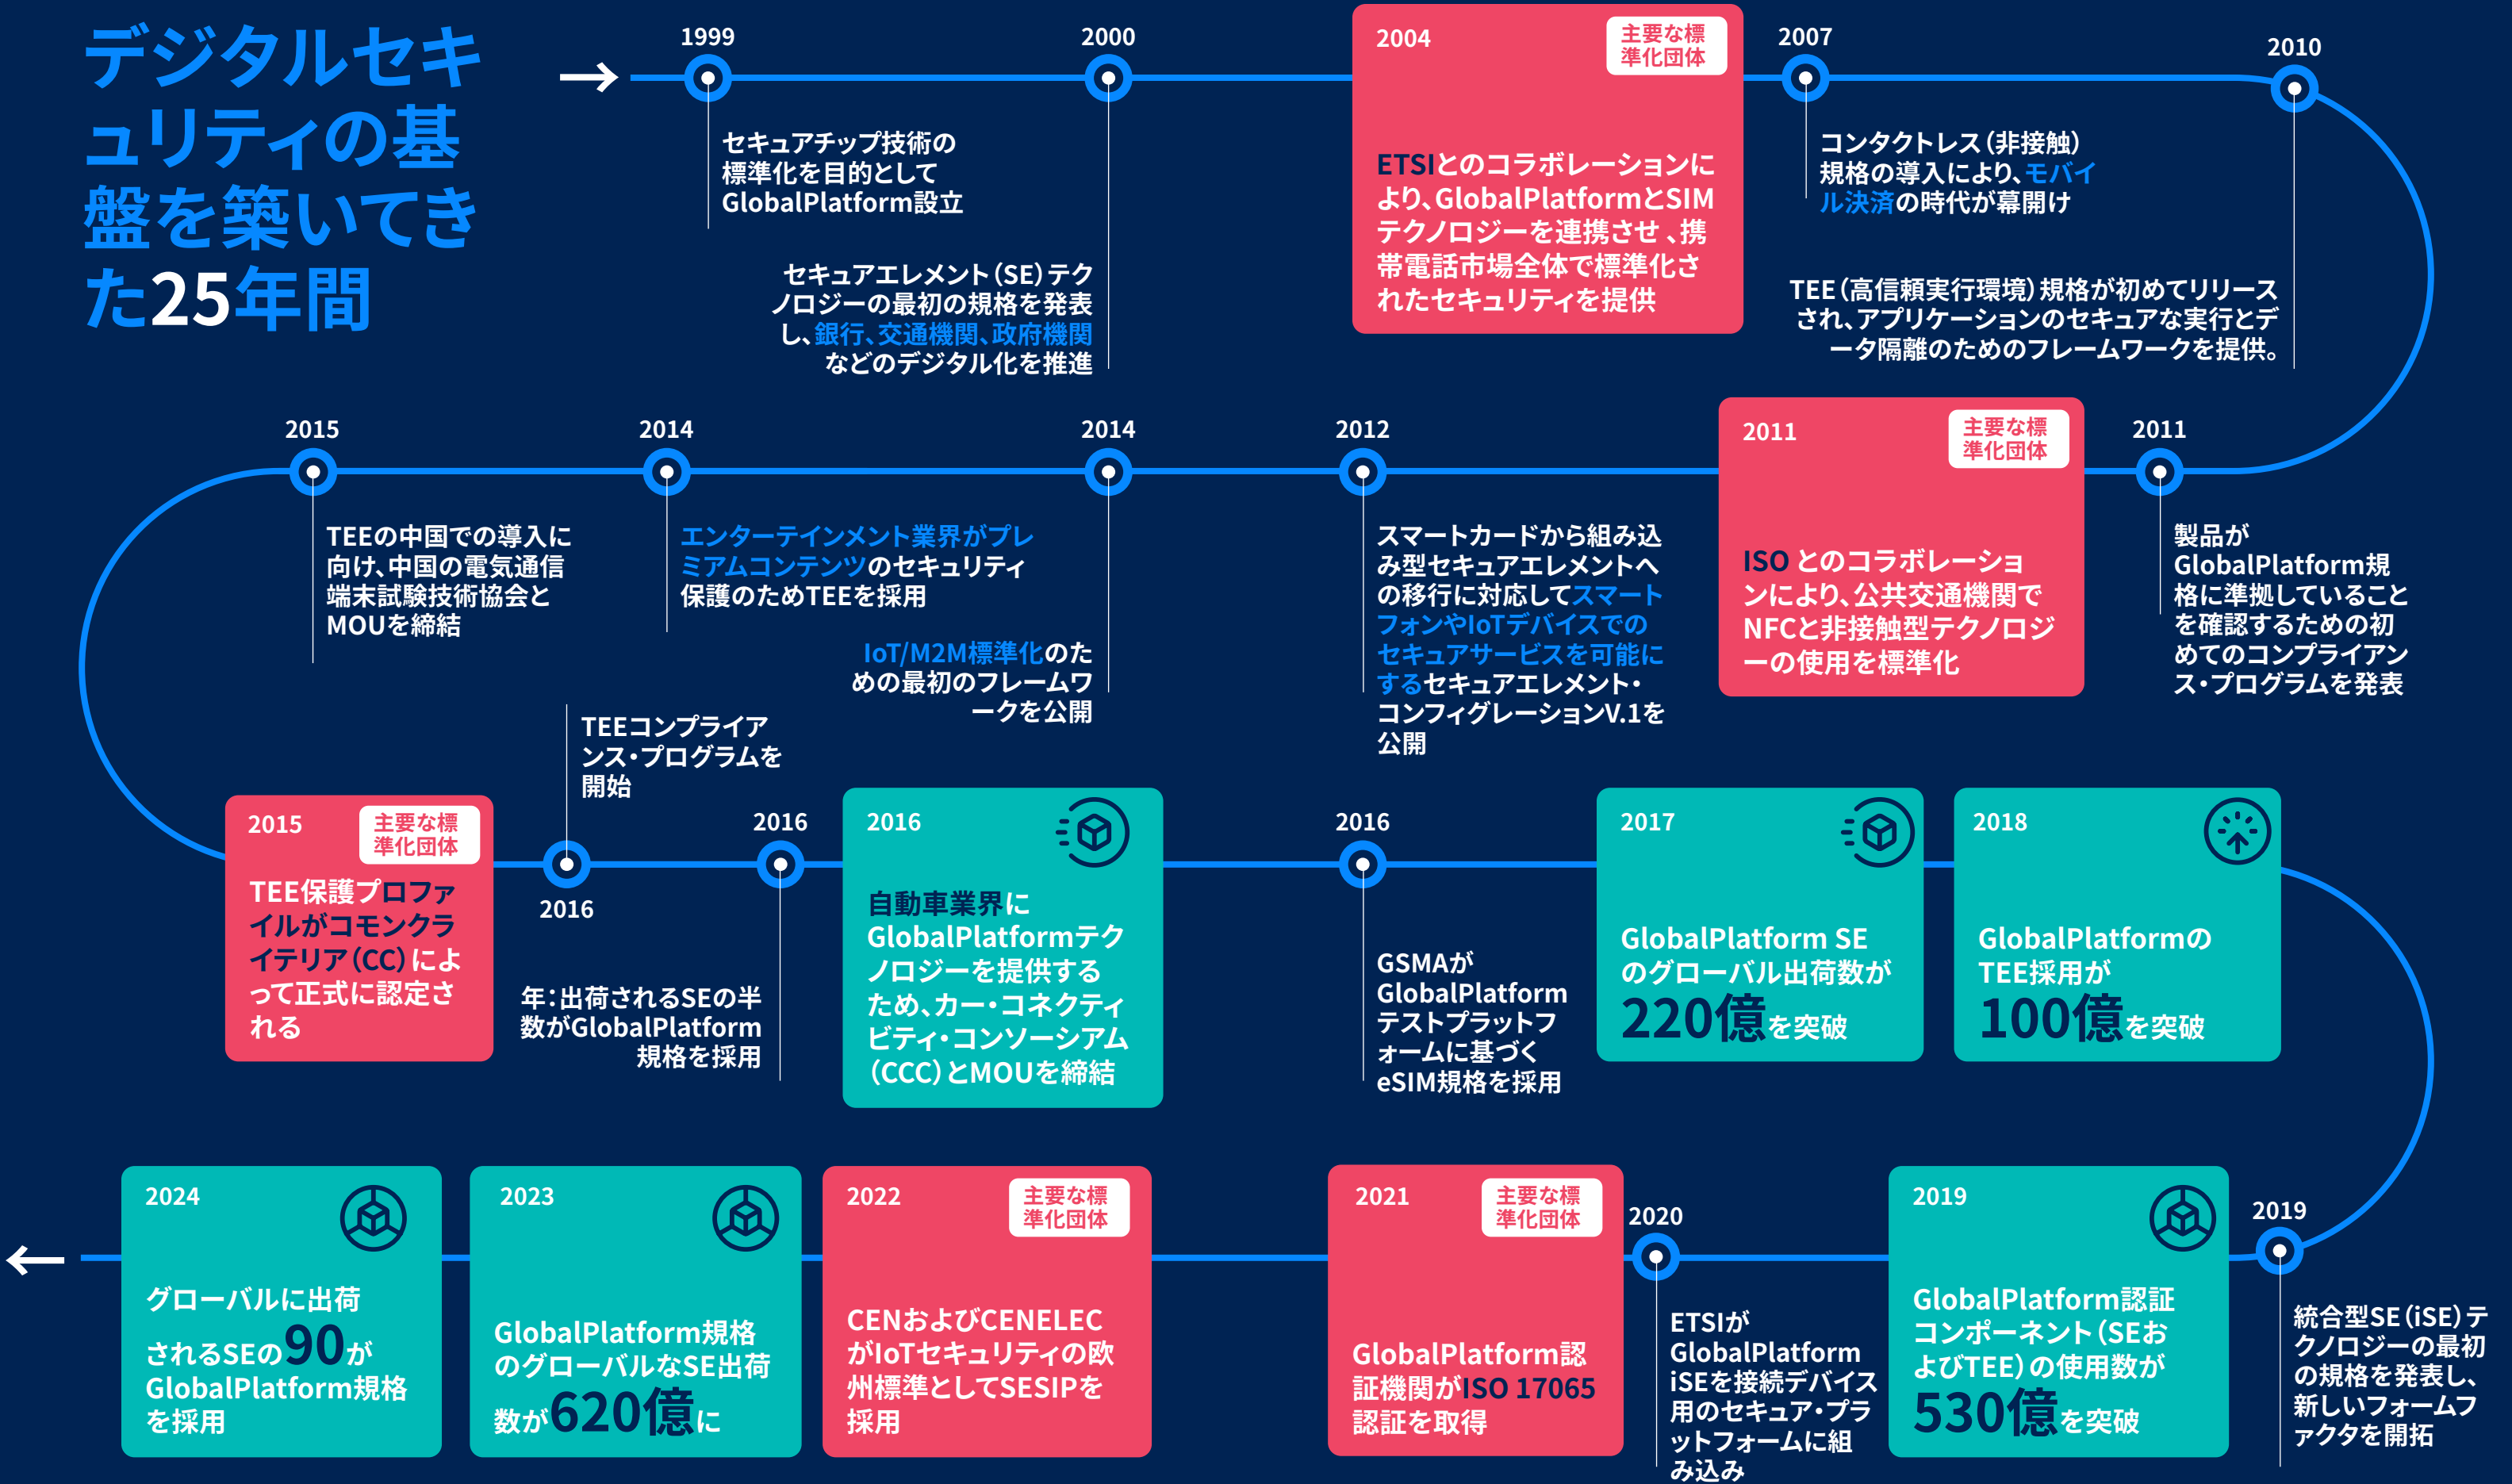 デジタルセキ
ュリティの基
盤を築いてき
た25年間
1999
セキュアチップ技術の
標準化を目的として
GlobalPlatform設立
2000
セキュアエレメント（SE）テク
ノロジーの最初の規格を発表
し、銀行、交通機関、政府機関
などのデジタル化を推進
2004
主要な標
準化団体
ETSIとのコラボレーションに
より、GlobalPlatformとSIM
テクノロジーを連携させ 、携
帯電話市場全体で標準化さ
れたセキュリティを提供
2007
コンタクトレス（非接触）
規格の導入により、モバイ
ル決済の時代が幕開け
2010
TEE（高信頼実行環境）規格が初めてリリース
され、アプリケーションのセキュアな実行とデ
ータ隔離のためのフレームワークを提供。
2011
製品が
GlobalPlatform規
格に準拠していること
を確認するための初
めてのコンプライアン
ス・プログラムを発表
2011
主要な標
準化団体
ISO とのコラボレーショ
ンにより、公共交通機関で
NFCと非接触型テクノロジ
ーの使用を標準化
2012
スマートカードから組み込
み型セキュアエレメントへ
の移行に対応してスマート
フォンやIoTデバイスでの
セキュアサービスを可能に
するセキュアエレメント・
コンフィグレーションV.1を
公開
2014
IoT/M2M標準化のた
めの最初のフレームワ
ークを公開
2014
エンターテインメント業界がプレ
ミアムコンテンツのセキュリティ
保護のためTEEを採用
2015
TEEの中国での導入に
向け、中国の電気通信
端末試験技術協会と
MOUを締結
2015
主要な標
準化団体
TEE保護プロファ
イルがコモンクラ
イテリア（CC）によ
って正式に認定さ
れる
TEEコンプライア
ンス・プログラムを
開始
2016
2016
年：出荷されるSEの半
数がGlobalPlatform
規格を採用
2016
自動車業界に
GlobalPlatformテク
ノロジーを提供する
ため、カー・コネクティ
ビティ・コンソーシアム
（CCC）とMOUを締結
2016
GSMAが
GlobalPlatform
テストプラットフ
ォームに基づく
eSIM規格を採用
2017
GlobalPlatform SE
のグローバル出荷数が
220億を突破
2018
GlobalPlatformの
TEE採用が
100億を突破
2019
統合型SE（iSE）テ
クノロジーの最初
の規格を発表し、
新しいフォームフ
ァクタを開拓
2019
GlobalPlatform認証
コンポーネント（SEお
よびTEE）の使用数が
530億を突破
2020
ETSIが
GlobalPlatform
iSEを接続デバイス
用のセキュア・プラ
ットフォームに組
み込み
2021
主要な標
準化団体
GlobalPlatform認
証機関がISO 17065
認証を取得
2022
主要な標
準化団体
CENおよびCENELEC
がIoTセキュリティの欧
州標準としてSESIPを
採用
2023
GlobalPlatform規格
のグローバルなSE出荷
数が620億に
2024
グローバルに出荷
されるSEの90が
GlobalPlatform規格
を採用